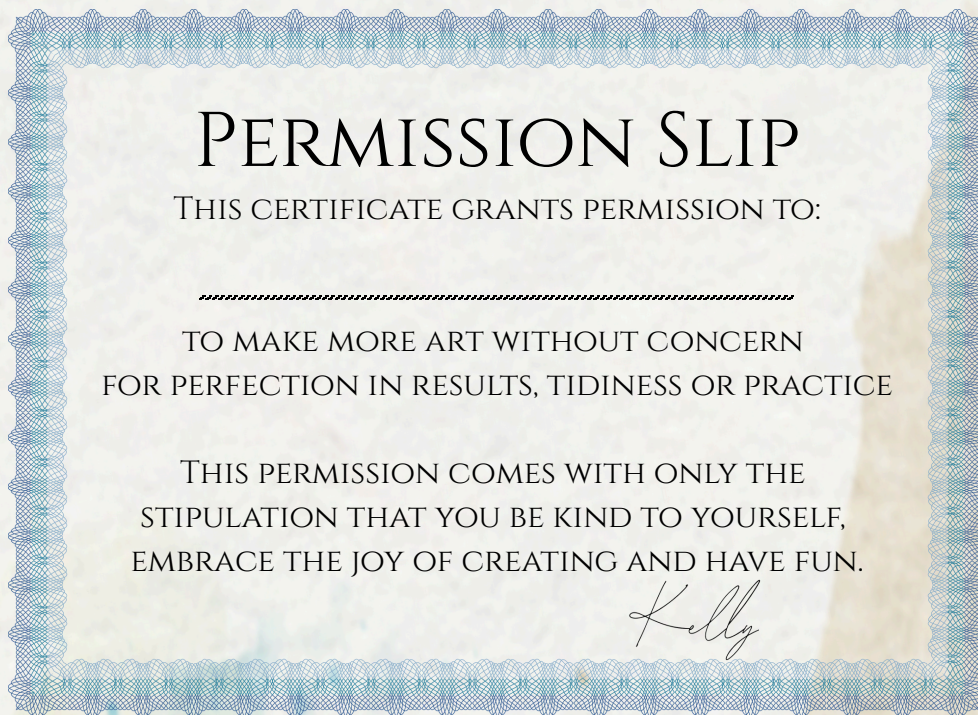 Permission Slip
This certificate grants permission to:
to make more art without concern
for perfection in results, tidiness or practice
This permission comes with only the
stipulation that you be kind to yourself,
embrace the joy of creating and have fun.
Kelly